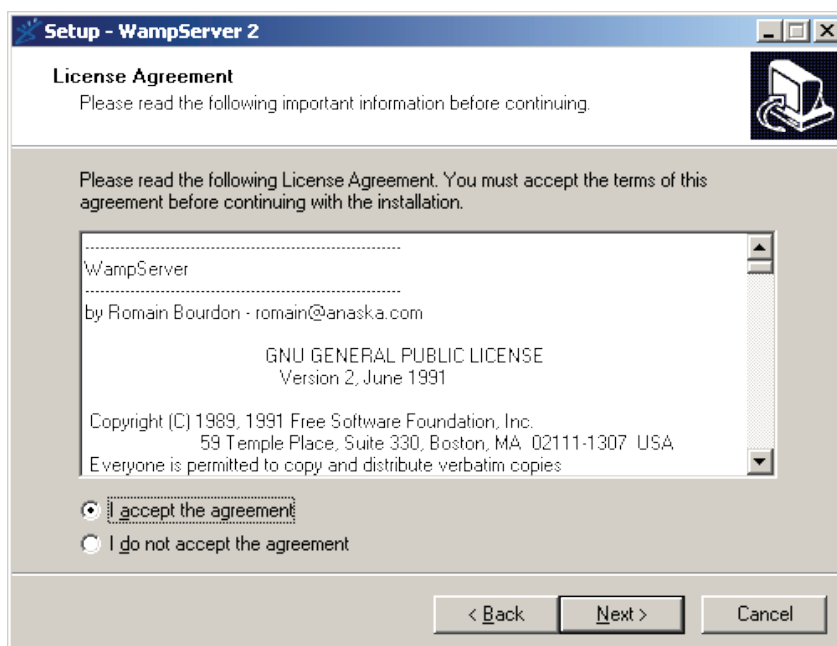 Setup - WampServer 2
License Agreement
Please read the following important information before continuing.
Please read the following License Agreement. You must accept the terms of this
agreement before continuing with the installation.
------------------------------------------------------------
WampServer
------------------------------------------------------------
by Romain Bourdon - romain@anaska.com
GNU GENERAL PUBLIC LICENSE
Version 2, June 1991
Copyright (C) 1989, 1991 Free Software Foundation, Inc.
59 Temple Place, Suite 330, Boston, MA  02111-1307  USA
Everyone is permitted to copy and distribute verbatim copies
I accept the agreement
I do not accept the agreement
< Back Next > Cancel